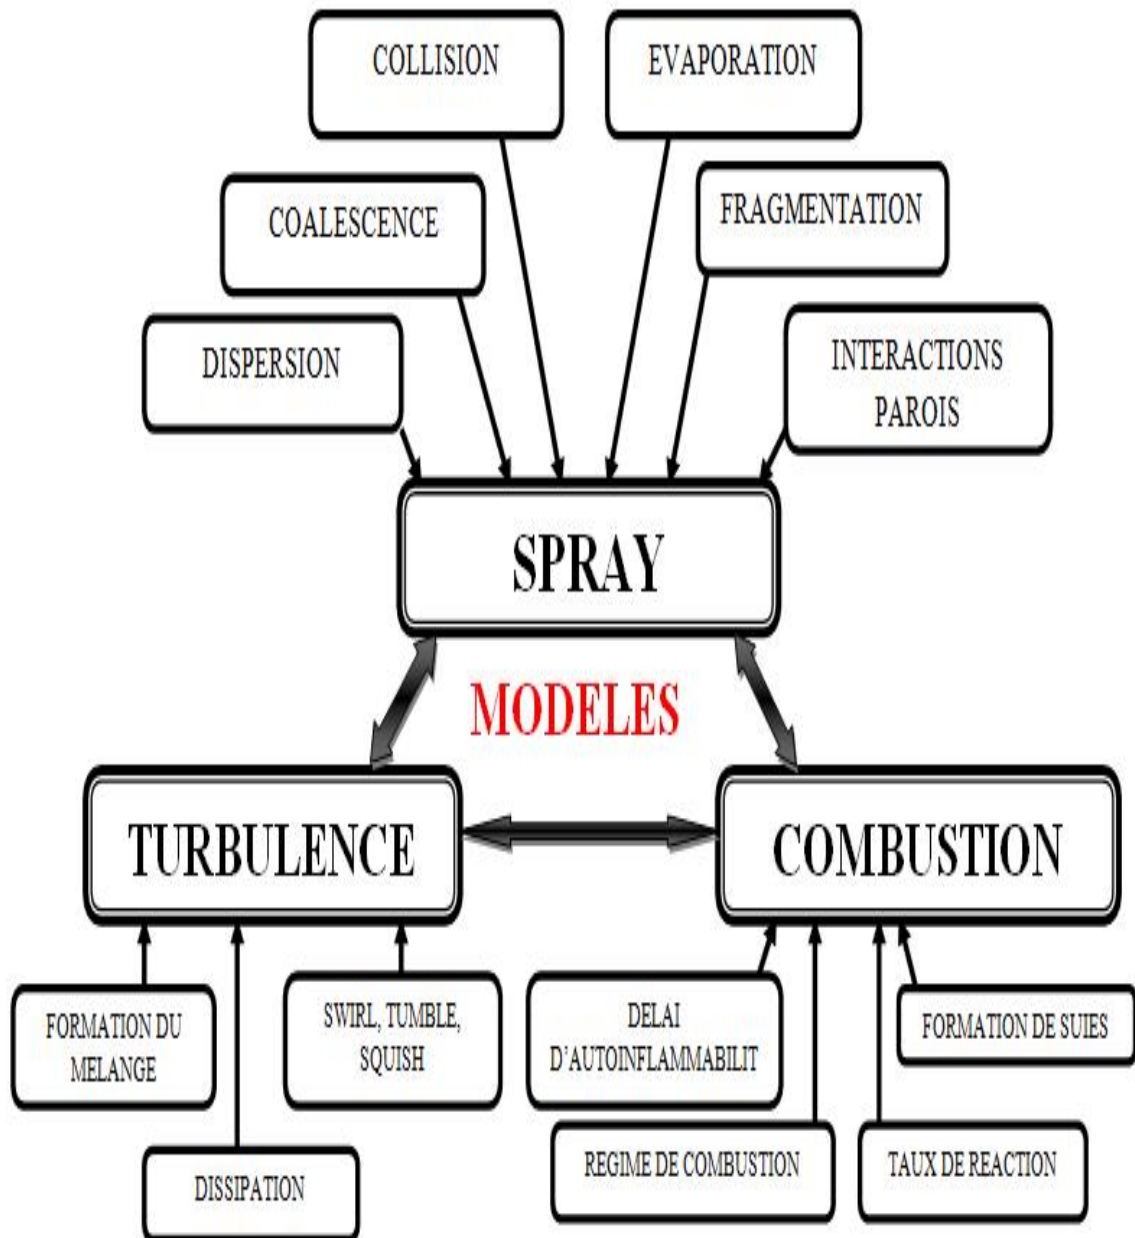 COLLISION
EVAPORATION
COALESCENCE
FRAGMENTATION
DISPERSION
INTERACTIONS
PAROIS
SPRAY
MODELES
TURBULENCE
COMBUSTION
FORMATION DU
MELANGE
SWIRL, TUMBLE,
SQUISH
DELAI
D’AUTOINFLAMMABILIT
FORMATION DE SUIES
DISSIPATION
REGIME DE COMBUSTION
TAUX DE REACTION